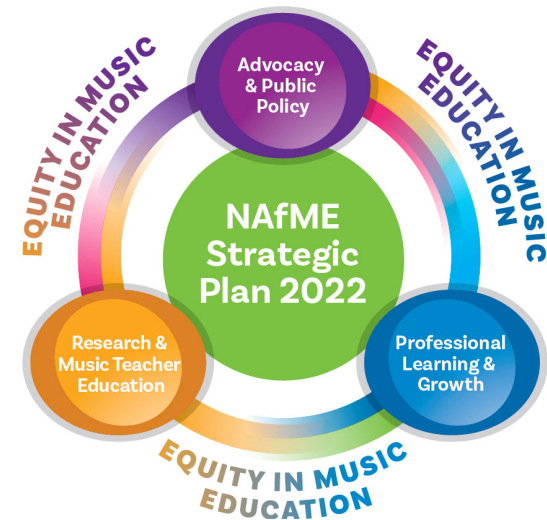 Advocacy
& Public
Policy
EQUITY IN MUSIC
EDUCATION
EQUITY IN MUSIC
EDUCATION
NAfME
Strategic
Plan 2022
Research &
Music Teacher
Education
Professional
Learning &
Growth
EQUITY IN MUSIC
EDUCATION